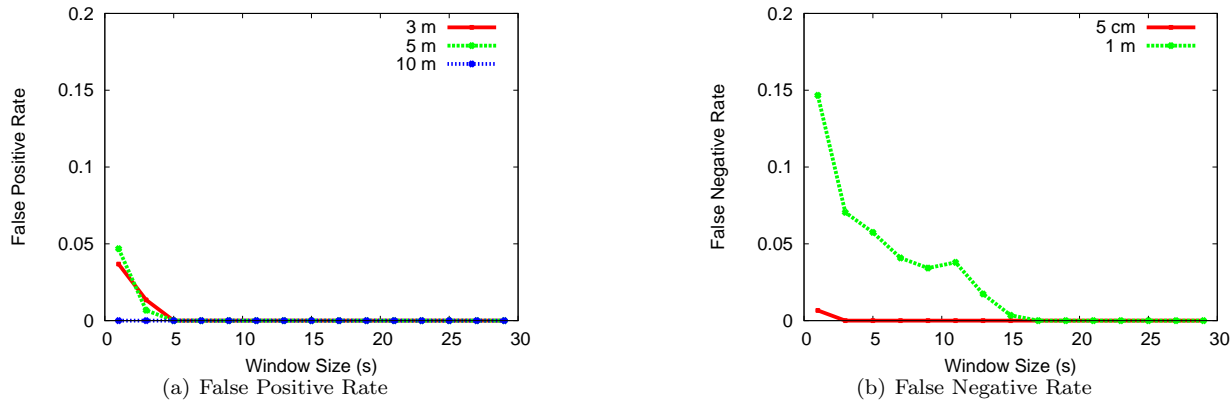 0.2
0.15
0.1
0.05
0
False Positive Rate
0 5 10 15 20 25 30
Window Size (s)
3 m
5 m
10 m
(a) False Positive Rate
0.2
0.15
0.1
0.05
0
False Negative Rate
0 5 10 15 20 25 30
Window Size (s)
5 cm
1 m
(b) False Negative Rate